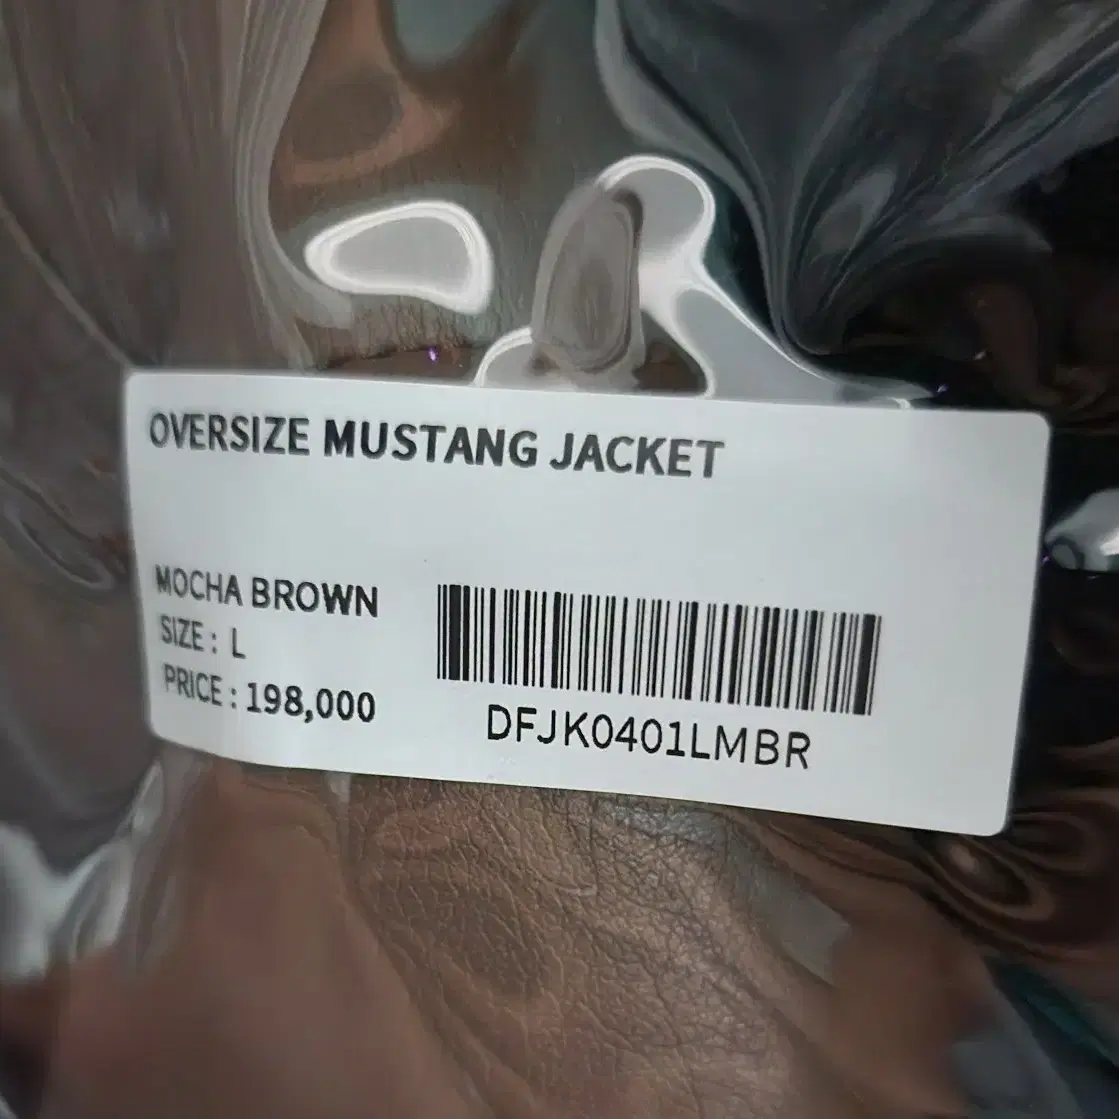 OVERSIZE MUSTANG JACKET
MOCHA BROWN
SIZE : L
PRICE : 198,000
DFJK0401LMBR